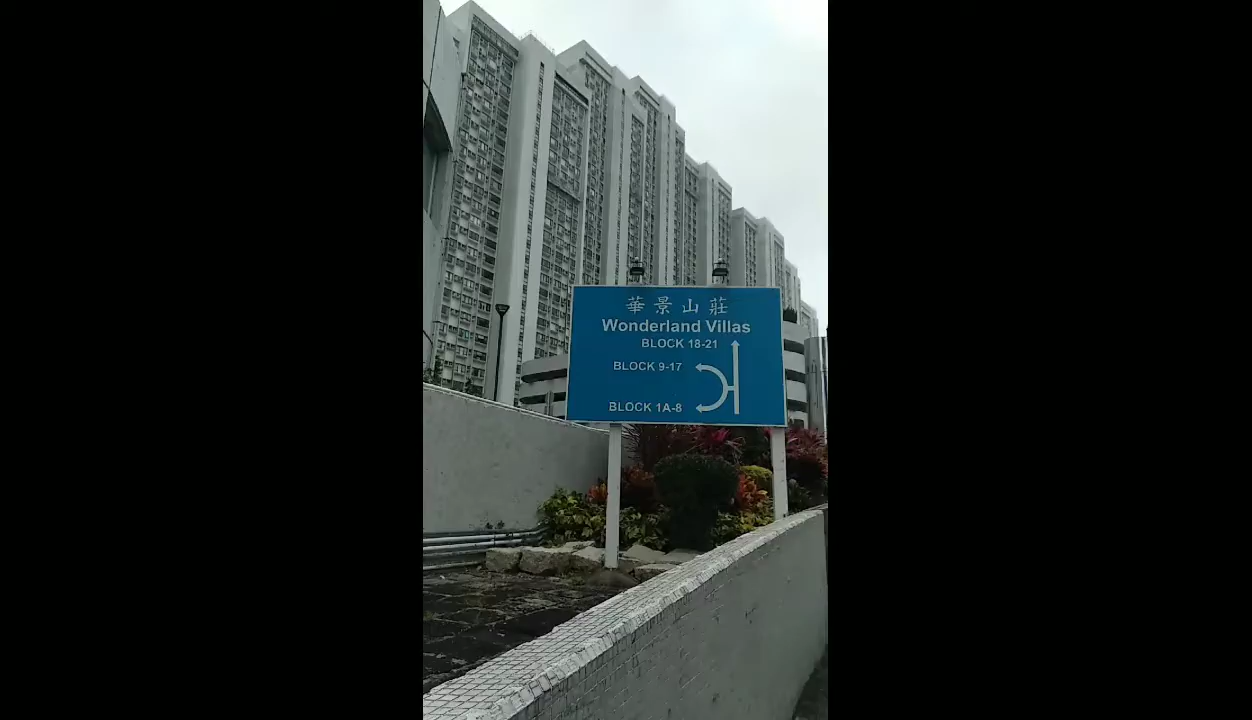 華景山莊
Wonderland Villas
BLOCK 18-21
BLOCK 9-17
BLOCK 1A-8